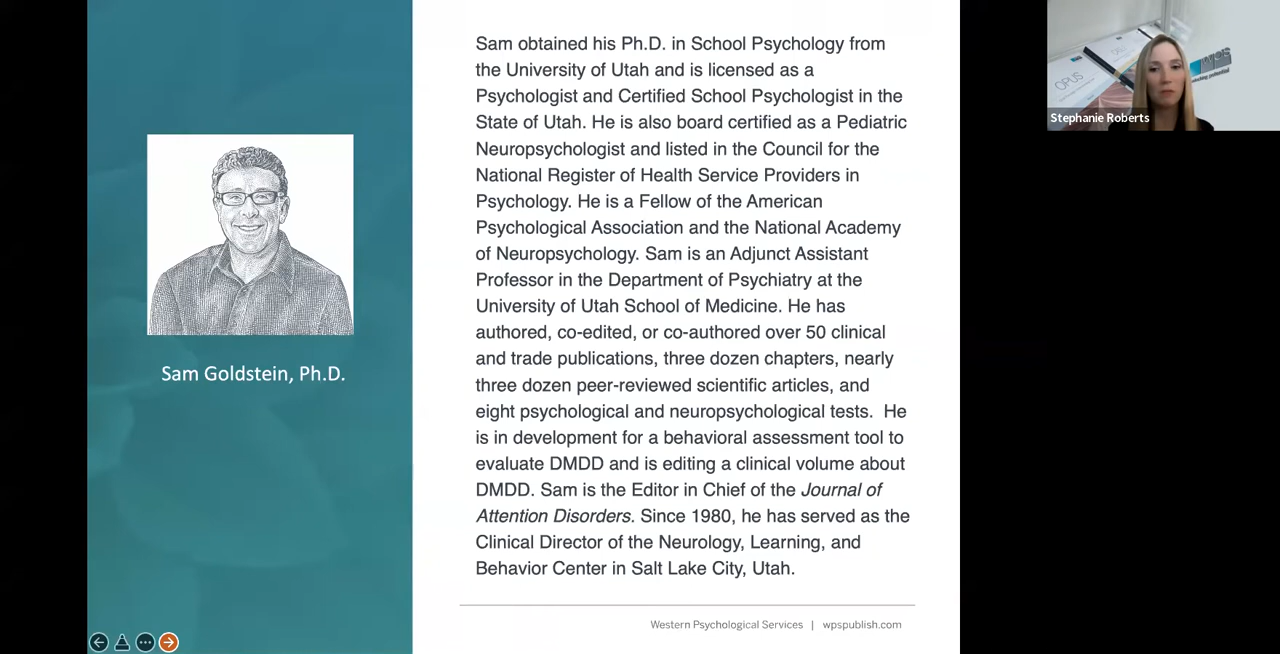 Sam obtained his Ph.D. in School Psychology from
the University of Utah and is licensed as a
Psychologist and Certified School Psychologist in the
State of Utah. He is also board certified as a Pediatric
Neuropsychologist and listed in the Council for the
National Register of Health Service Providers in
Psychology. He is a Fellow of the American
Psychological Association and the National Academy
of Neuropsychology. Sam is an Adjunct Assistant
Professor in the Department of Psychiatry at the
University of Utah School of Medicine. He has
authored, co-edited, or co-authored over 50 clinical
and trade publications, three dozen chapters, nearly
three dozen peer-reviewed scientific articles, and
eight psychological and neuropsychological tests.  He
is in development for a behavioral assessment tool to
evaluate DMDD and is editing a clinical volume about
DMDD. Sam is the Editor in Chief of the Journal of
Attention Disorders. Since 1980, he has served as the
Clinical Director of the Neurology, Learning, and
Behavior Center in Salt Lake City, Utah.
Sam Goldstein, Ph.D.
Western Psychological Services | wpspublish.com
OPUS
wps
Stephanie Roberts